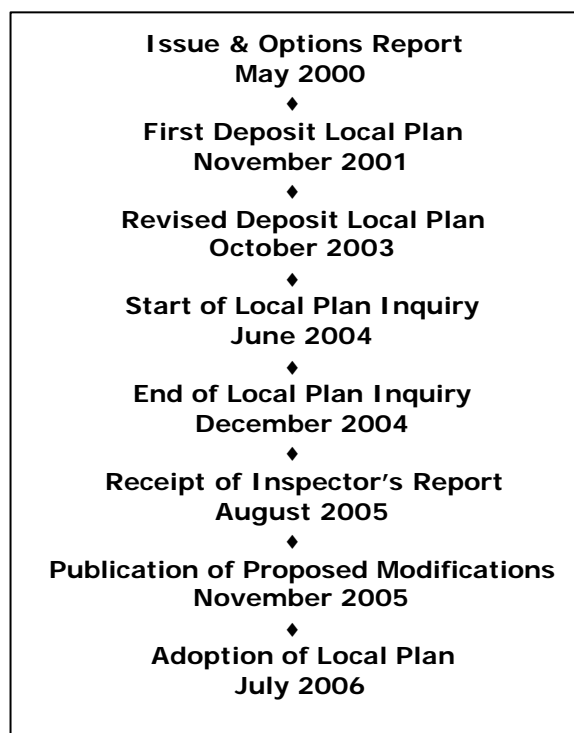 Issue & Options Report
May 2000
♦
First Deposit Local Plan
November 2001
♦
Revised Deposit Local Plan
October 2003
♦
Start of Local Plan Inquiry
June 2004
♦
End of Local Plan Inquiry
December 2004
♦
Receipt of Inspector's Report
August 2005
♦
Publication of Proposed Modifications
November 2005
♦
Adoption of Local Plan
July 2006